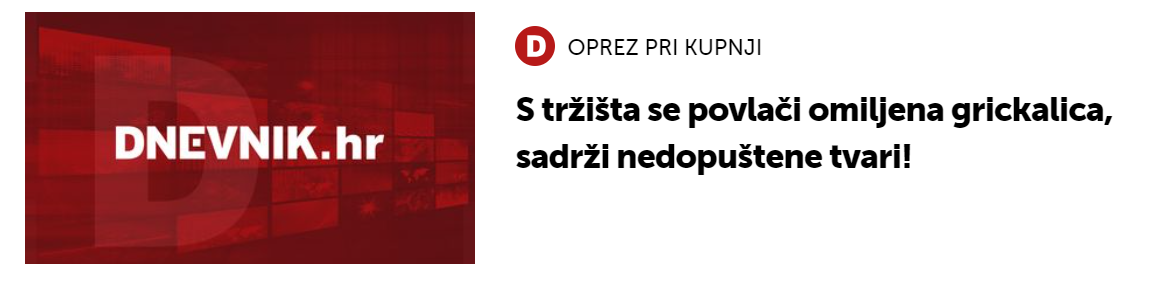 DNEVNIK.hr
D OPREZ PRI KUPNJI
S tržišta se povlači omiljena grickalica,
sadrži nedopuštene tvari!